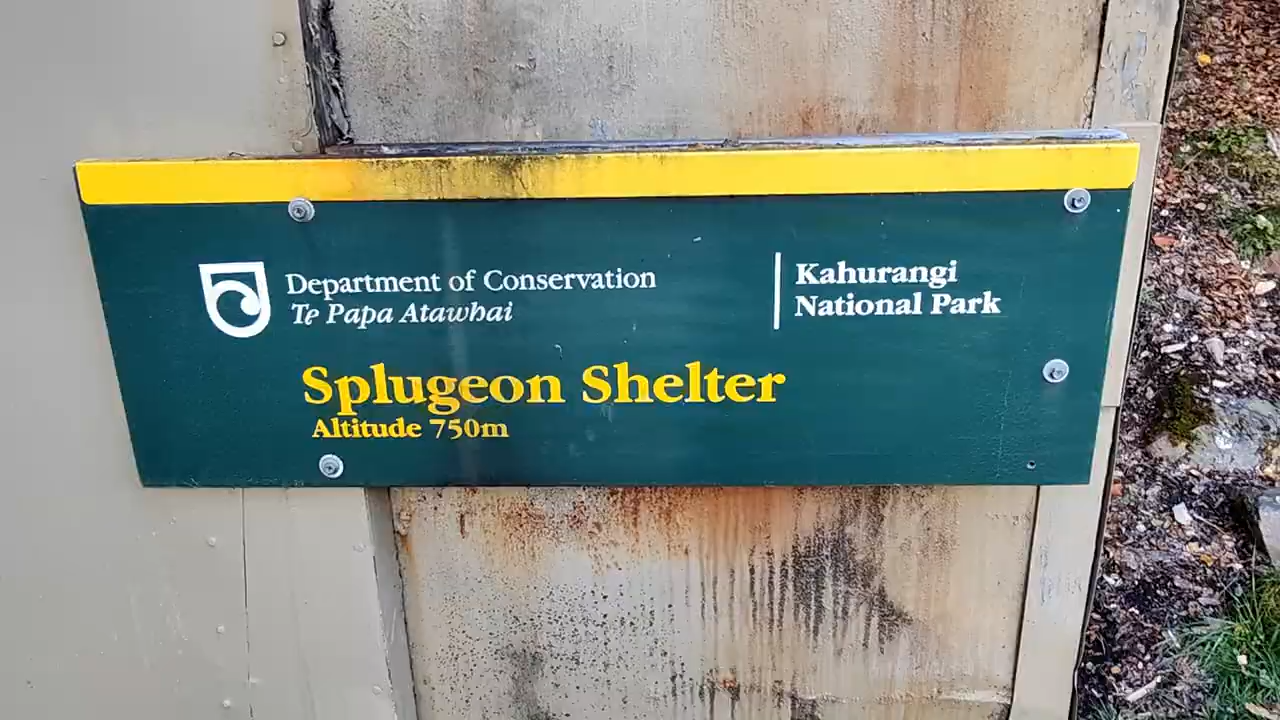 Department of Conservation
Te Papa Atawhai
Kahurangi
National Park
Splugeon Shelter
Altitude 750m